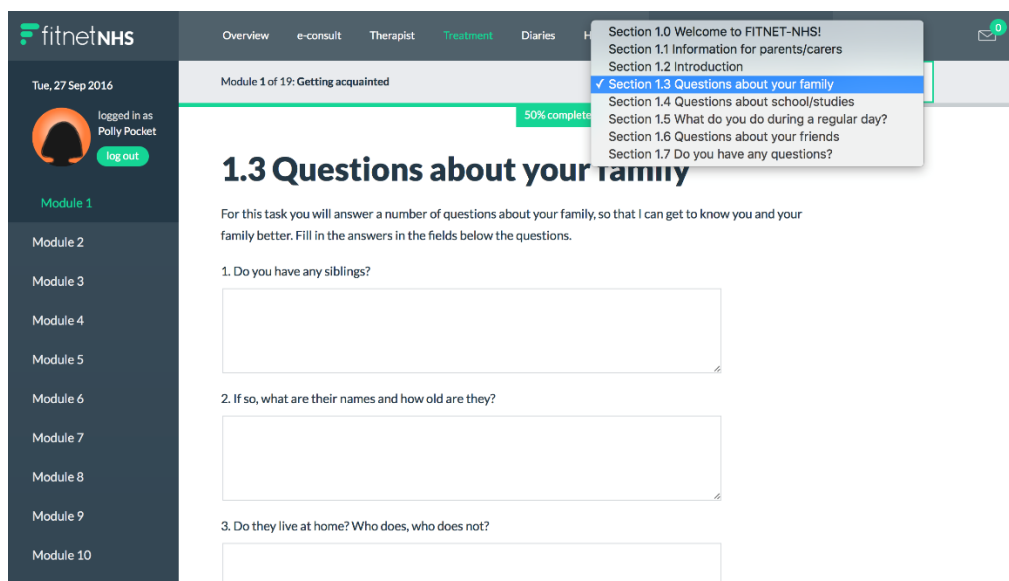 fitnetNHS
Overview e-consult Therapist Treatment Diaries H
0
Section 1.0 Welcome to FITNET-NHS!
Section 1.1 Information for parents/carers
Section 1.2 Introduction
✓ Section 1.3 Questions about your family
Section 1.4 Questions about school/studies
Section 1.5 What do you do during a regular day?
Section 1.6 Questions about your friends
Section 1.7 Do you have any questions?
Tue, 27 Sep 2016
logged in as
Polly Pocket
log out
Module 1
Module 2
Module 3
Module 4
Module 5
Module 6
Module 7
Module 8
Module 9
Module 10
Module 1 of 19: Getting acquainted
50% complete
1.3 Questions about your family
For this task you will answer a number of questions about your family, so that I can get to know you and your
family better. Fill in the answers in the fields below the questions.
1. Do you have any siblings?
2. If so, what are their names and how old are they?
3. Do they live at home? Who does, who does not?